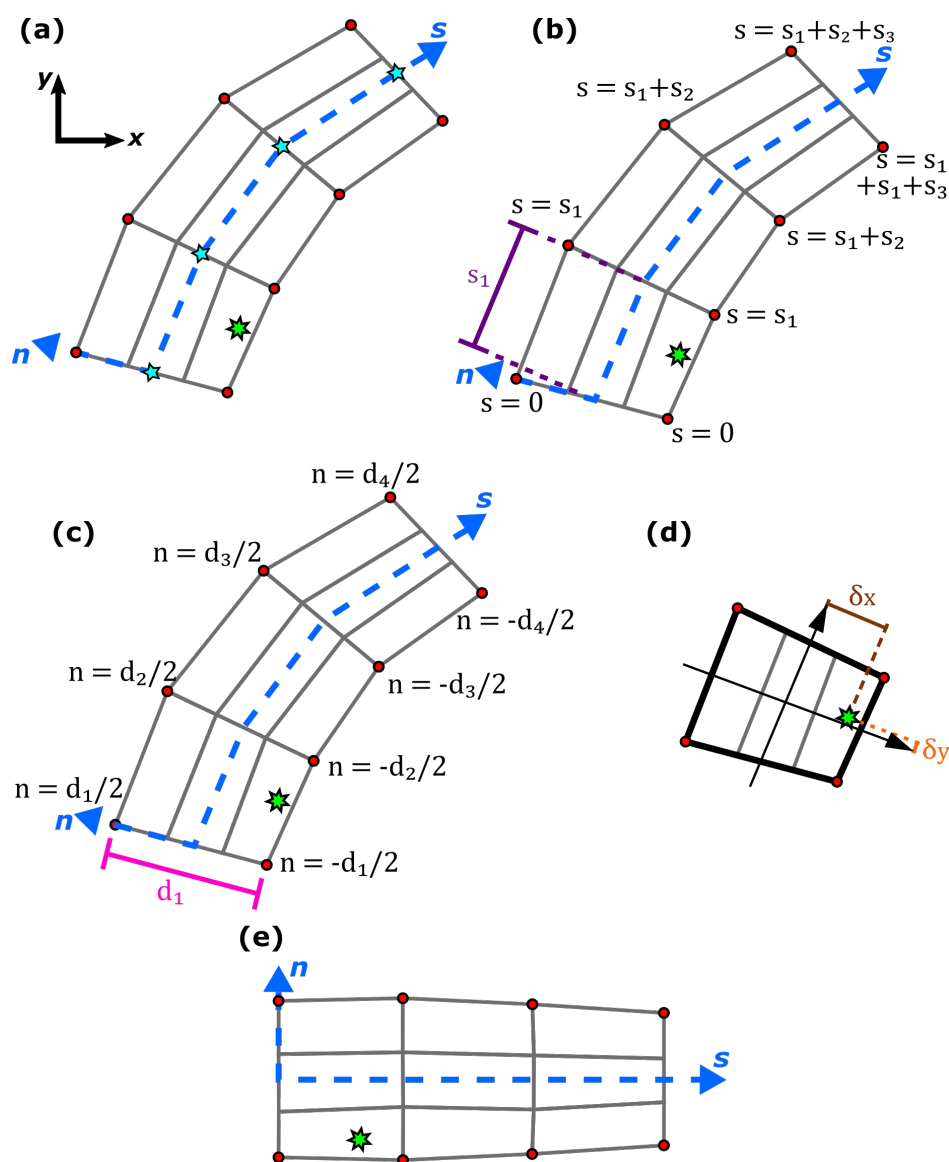 (a)
s
y
x
n
(b)
s = s₁+s₂+s₃
s
s = s₁+s₂
s = s₁
+s₁+s₃
s = s₁
s = s₁+s₂
s₁
s = s₁
n
s = 0
s = 0
(c)
n = d₄/2
s
n = d₃/2
n = -d₄/2
n = d₂/2
n = -d₃/2
n = -d₂/2
n = d₁/2
n
n = -d₁/2
d₁
(d)
δx
δy
(e)
n
s